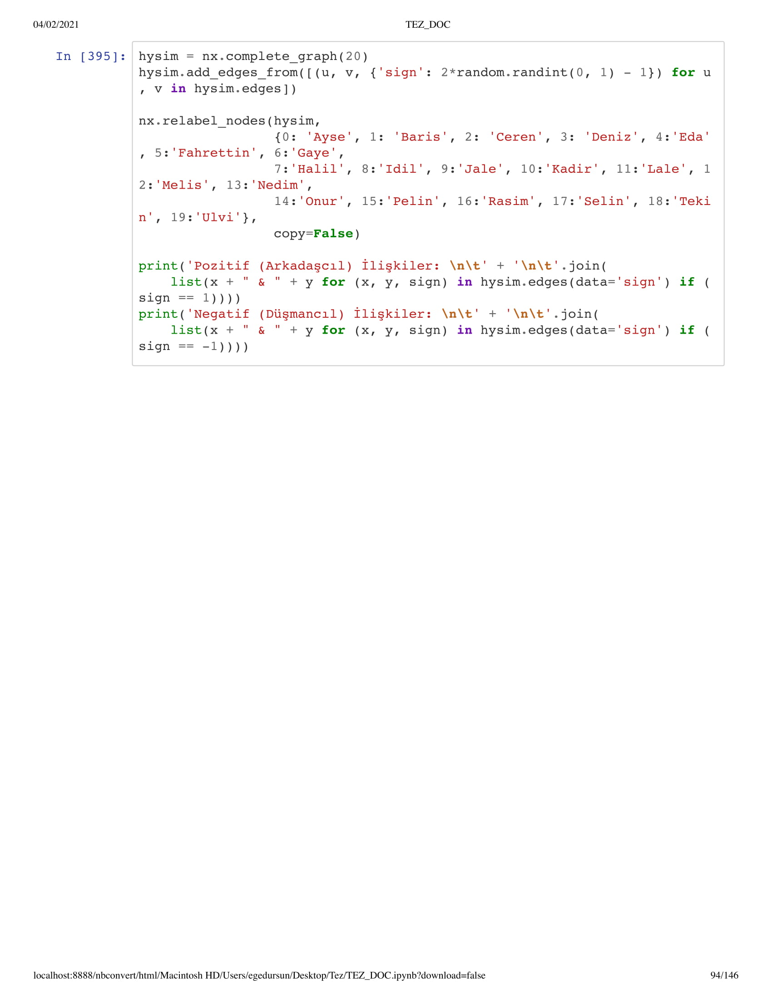 04/02/2021 TEZ_DOC
In [395]: hysim = nx.complete_graph(20)
hysim.add_edges_from([(u, v, {'sign': 2*random.randint(0, 1) - 1}) for u
, v in hysim.edges])

nx.relabel_nodes(hysim,
                 {0: 'Ayse', 1: 'Baris', 2: 'Ceren', 3: 'Deniz', 4:'Eda'
, 5:'Fahrettin', 6:'Gaye',
                 7:'Halil', 8:'Idil', 9:'Jale', 10:'Kadir', 11:'Lale', 1
2:'Melis', 13:'Nedim',
                 14:'Onur', 15:'Pelin', 16:'Rasim', 17:'Selin', 18:'Teki
n', 19:'Ulvi'},
                 copy=False)

print('Pozitif (Arkadaşcıl) İlişkiler: \n\t' + '\n\t'.join(
    list(x + " & " + y for (x, y, sign) in hysim.edges(data='sign') if (
sign == 1))))
print('Negatif (Düşmancıl) İlişkiler: \n\t' + '\n\t'.join(
    list(x + " & " + y for (x, y, sign) in hysim.edges(data='sign') if (
sign == -1))))
localhost:8888/nbconvert/html/Macintosh HD/Users/egedursun/Desktop/Tez/TEZ_DOC.ipynb?download=false 94/146